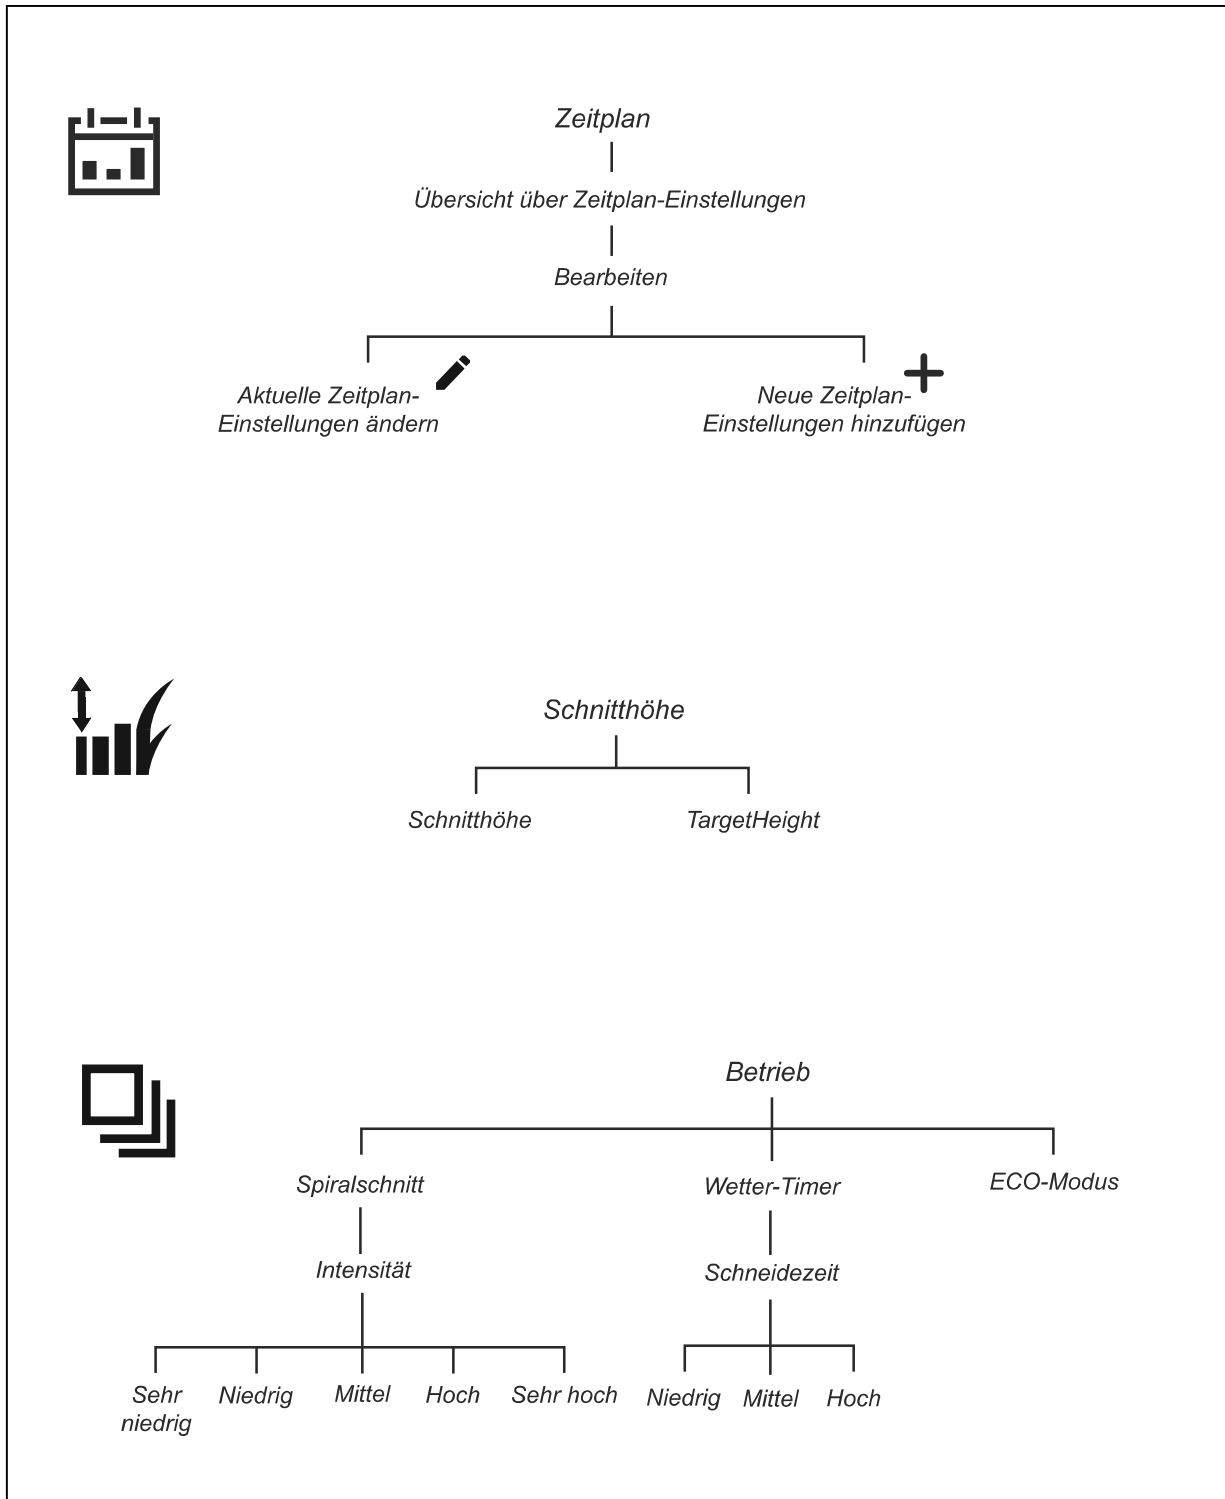 Zeitplan
Übersicht über Zeitplan-Einstellungen
Bearbeiten
Aktuelle Zeitplan-
Einstellungen ändern
Neue Zeitplan-
Einstellungen hinzufügen
Schnitthöhe
Schnitthöhe
TargetHeight
Betrieb
Spiralschnitt
Wetter-Timer
ECO-Modus
Intensität
Schneidezeit
Sehr
niedrig
Niedrig
Mittel
Hoch
Sehr hoch
Niedrig
Mittel
Hoch